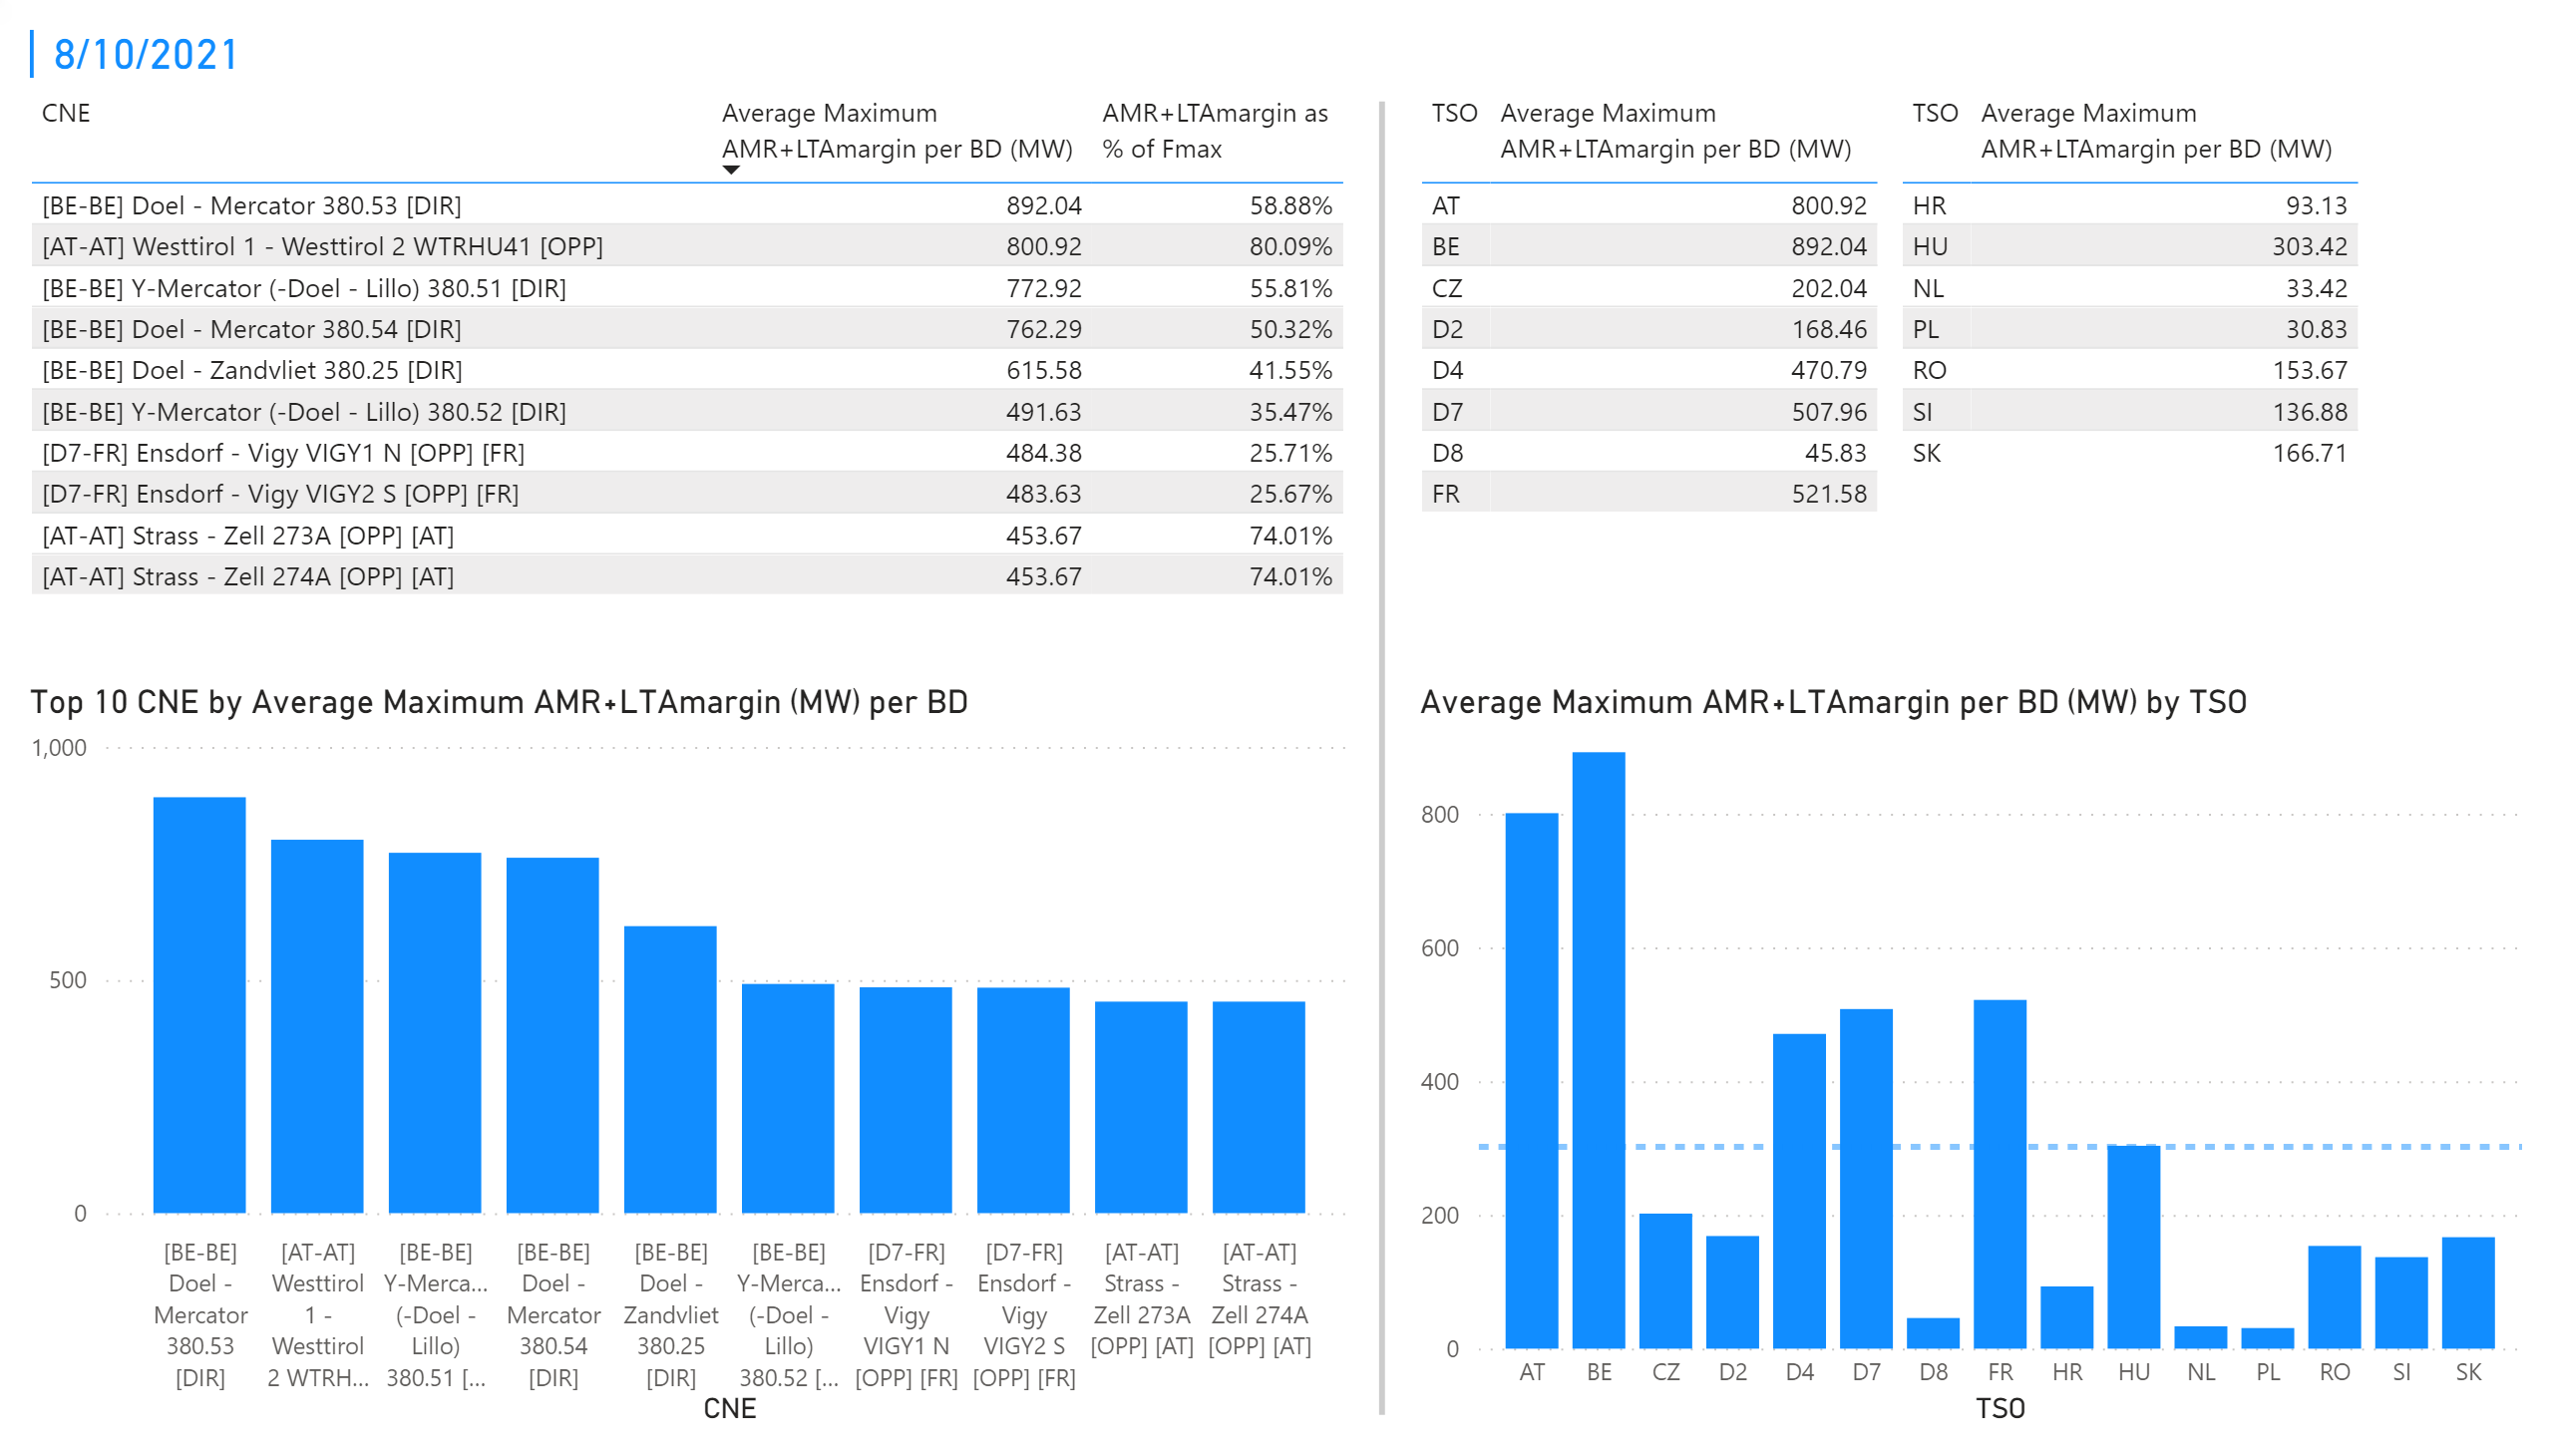 8/10/2021
CNE Average Maximum AMR+LTAmargin as
AMR+LTAmargin per BD (MW) % of Fmax
[BE-BE] Doel - Mercator 380.53 [DIR] 892.04 58.88%
[AT-AT] Westtirol 1 - Westtirol 2 WTRHU41 [OPP] 800.92 80.09%
[BE-BE] Y-Mercator (-Doel - Lillo) 380.51 [DIR] 772.92 55.81%
[BE-BE] Doel - Mercator 380.54 [DIR] 762.29 50.32%
[BE-BE] Doel - Zandvliet 380.25 [DIR] 615.58 41.55%
[BE-BE] Y-Mercator (-Doel - Lillo) 380.52 [DIR] 491.63 35.47%
[D7-FR] Ensdorf - Vigy VIGY1 N [OPP] [FR] 484.38 25.71%
[D7-FR] Ensdorf - Vigy VIGY2 S [OPP] [FR] 483.63 25.67%
[AT-AT] Strass - Zell 273A [OPP] [AT] 453.67 74.01%
[AT-AT] Strass - Zell 274A [OPP] [AT] 453.67 74.01%
TSO Average Maximum
AMR+LTAmargin per BD (MW)
AT 800.92
BE 892.04
CZ 202.04
D2 168.46
D4 470.79
D7 507.96
D8 45.83
FR 521.58
TSO Average Maximum
AMR+LTAmargin per BD (MW)
HR 93.13
HU 303.42
NL 33.42
PL 30.83
RO 153.67
SI 136.88
SK 166.71
Top 10 CNE by Average Maximum AMR+LTAmargin (MW) per BD
1,000
500
0
[BE-BE]
Doel -
Mercator
380.53
[DIR]
[AT-AT]
Westtirol
1 -
Westtirol
2 WTRH...
[BE-BE]
Y-Merca...
(-Doel -
Lillo)
380.51 [...
[BE-BE]
Doel -
Mercator
380.54
[DIR]
[BE-BE]
Doel -
Zandvliet
380.25
[DIR]
[BE-BE]
Y-Merca...
(-Doel -
Lillo)
380.52 [...
[D7-FR]
Ensdorf -
Vigy
VIGY1 N
[OPP] [FR]
[D7-FR]
Ensdorf -
Vigy
VIGY2 S
[OPP] [FR]
[AT-AT]
Strass -
Zell 273A
[OPP] [AT]
[AT-AT]
Strass -
Zell 274A
[OPP] [AT]
CNE
Average Maximum AMR+LTAmargin per BD (MW) by TSO
800
600
400
200
0
AT BE CZ D2 D4 D7 D8 FR HR HU NL PL RO SI SK
TSO